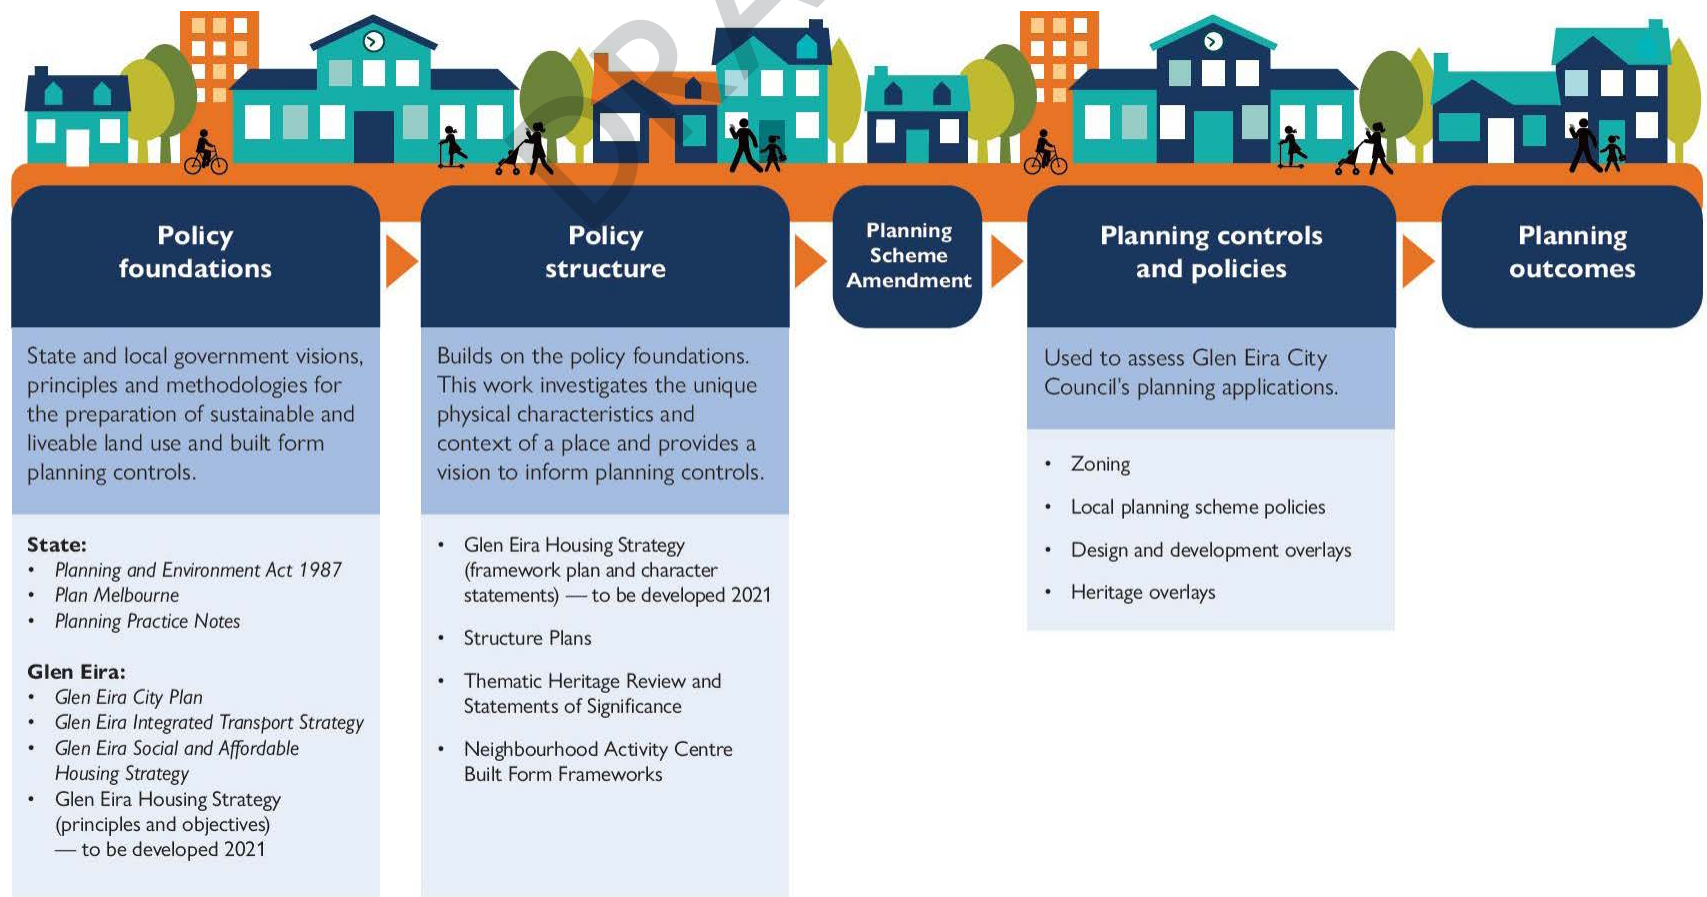 Policy
foundations
State and local government visions,
principles and methodologies for
the preparation of sustainable and
liveable land use and built form
planning controls.
State:
• Planning and Environment Act 1987
• Plan Melbourne
• Planning Practice Notes
Glen Eira:
• Glen Eira City Plan
• Glen Eira Integrated Transport Strategy
• Glen Eira Social and Affordable
Housing Strategy
• Glen Eira Housing Strategy
(principles and objectives)
— to be developed 2021
Policy
structure
Builds on the policy foundations.
This work investigates the unique
physical characteristics and
context of a place and provides a
vision to inform planning controls.
• Glen Eira Housing Strategy
(framework plan and character
statements) — to be developed 2021
• Structure Plans
• Thematic Heritage Review and
Statements of Significance
• Neighbourhood Activity Centre
Built Form Frameworks
Planning
Scheme
Amendment
Planning controls
and policies
Used to assess Glen Eira City
Council's planning applications.
• Zoning
• Local planning scheme policies
• Design and development overlays
• Heritage overlays
Planning
outcomes